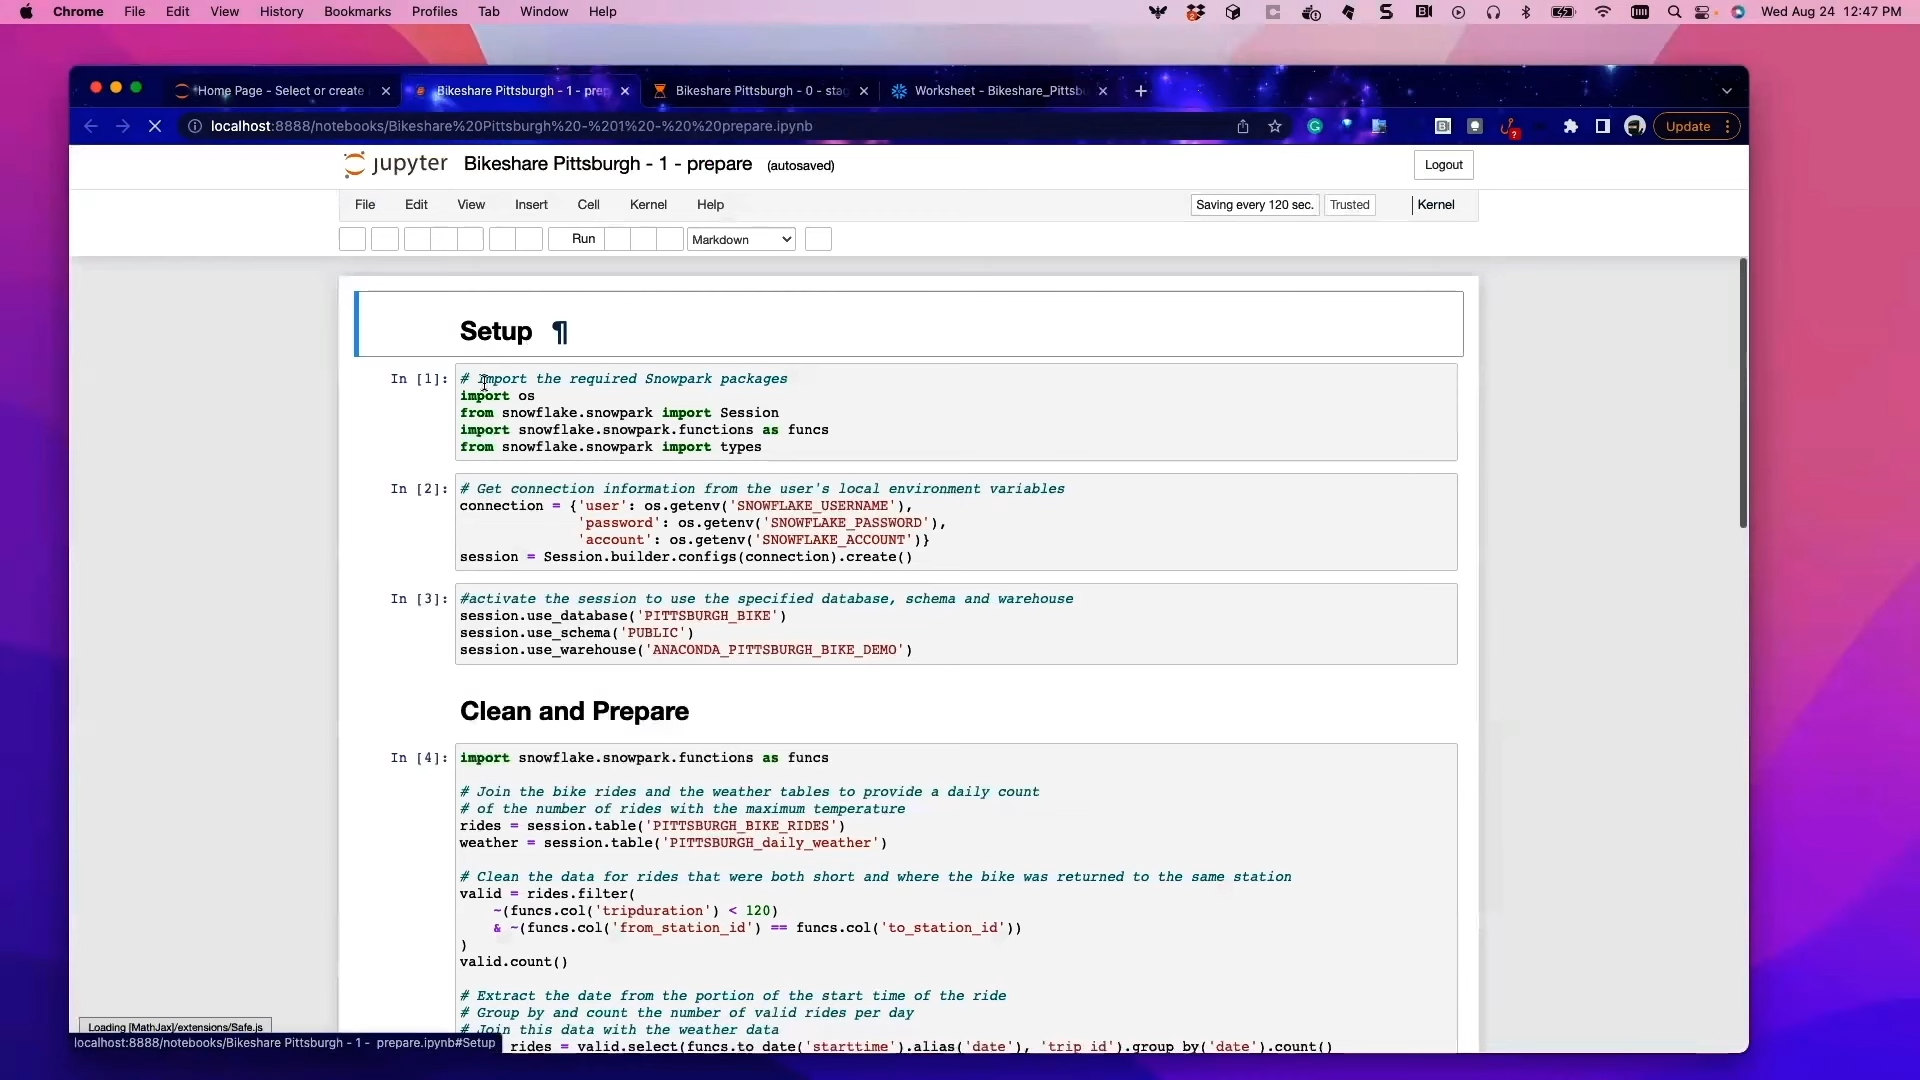 Chrome File Edit View History Bookmarks Profiles Tab Window Help Wed Aug 24 12:47 PM
Home Page - Select or create Bikeshare Pittsburgh - 1 - prep Bikeshare Pittsburgh - 0 - sta Worksheet - Bikeshare_Pittsbu
localhost:8888/notebooks/Bikeshare%20Pittsburgh%20-%201%20-%20%20prepare.ipynb Update
jupyter Bikeshare Pittsburgh - 1 - prepare (autosaved) Logout
File Edit View Insert Cell Kernel Help Saving every 120 sec. Trusted Kernel
Run Markdown
Setup ¶
In [1]: # Import the required Snowpark packages
import os
from snowflake.snowpark import Session
import snowflake.snowpark.functions as funcs
from snowflake.snowpark import types
In [2]: # Get connection information from the user's local environment variables
connection = {'user': os.getenv('SNOWFLAKE_USERNAME'),
'password': os.getenv('SNOWFLAKE_PASSWORD'),
'account': os.getenv('SNOWFLAKE_ACCOUNT')}
session = Session.builder.configs(connection).create()
In [3]: #activate the session to use the specified database, schema and warehouse
session.use_database('PITTSBURGH_BIKE')
session.use_schema('PUBLIC')
session.use_warehouse('ANACONDA_PITTSBURGH_BIKE_DEMO')
Clean and Prepare
In [4]: import snowflake.snowpark.functions as funcs
# Join the bike rides and the weather tables to provide a daily count
# of the number of rides with the maximum temperature
rides = session.table('PITTSBURGH_BIKE_RIDES')
weather = session.table('PITTSBURGH_daily_weather')
# Clean the data for rides that were both short and where the bike was returned to the same station
valid = rides.filter(
~(funcs.col('tripduration') < 120)
& ~(funcs.col('from_station_id') == funcs.col('to_station_id'))
)
valid.count()
# Extract the date from the portion of the start time of the ride
# Group by and count the number of valid rides per day
# Join this data with the weather data
rides = valid.select(funcs.to_date('starttime').alias('date'), 'trip_id').group_by('date').count()
Loading [MathJax]/extensions/Safe.js
localhost:8888/notebooks/Bikeshare Pittsburgh - 1 - prepare.ipynb#Setup